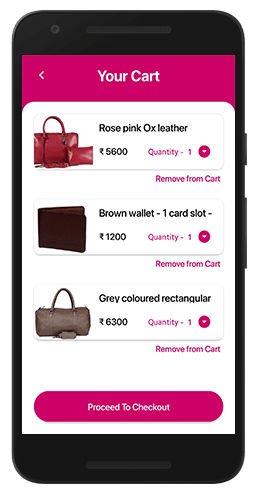 Your Cart
Rose pink Ox leather
₹ 5600 Quantity - 1
Remove from Cart
Brown wallet - 1 card slot -
₹ 1200 Quantity - 1
Remove from Cart
Grey coloured rectangular
₹ 6300 Quantity - 1
Remove from Cart
Proceed To Checkout